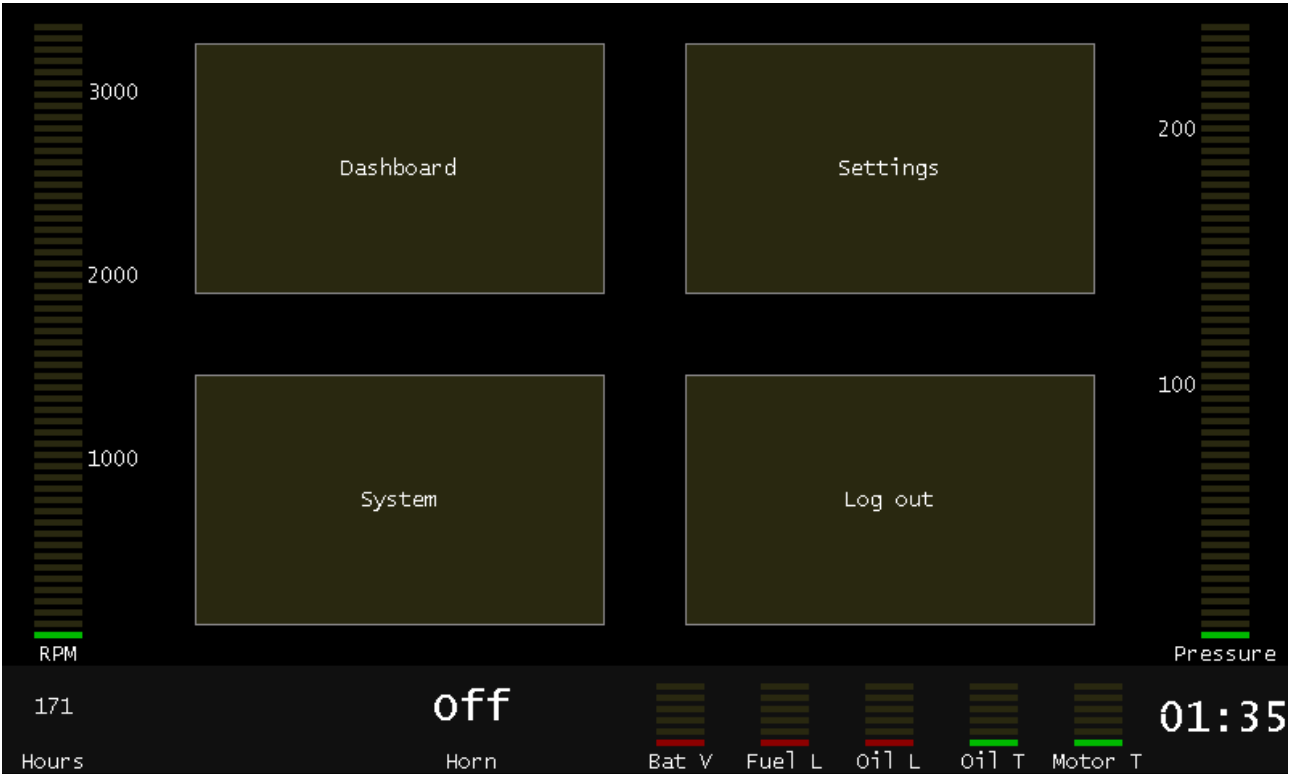 3000
200
Dashboard
Settings
2000
100
1000
System
Log out
RPM
Pressure
171
off
01:35
Hours
Horn
Bat V
Fuel L
Oil L
Oil T
Motor T